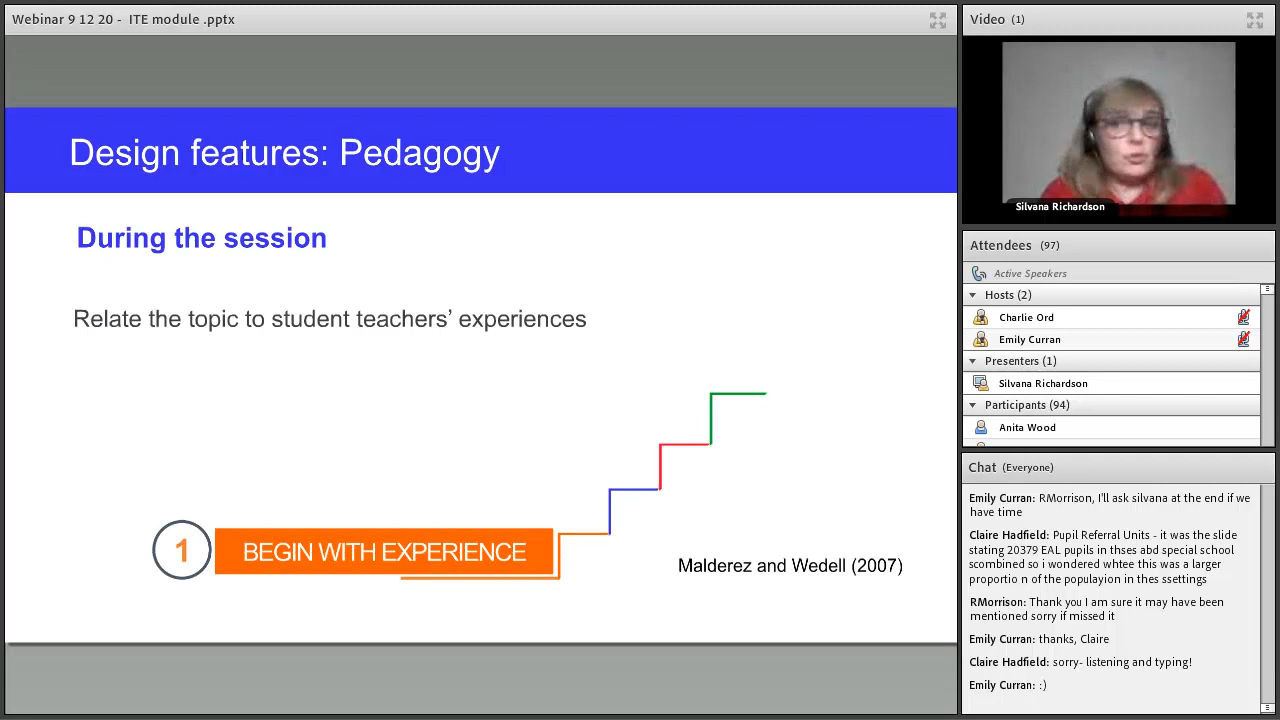 Webinar 9 12 20 - ITE module .pptx
Design features: Pedagogy
During the session
Relate the topic to student teachers’ experiences
1
BEGIN WITH EXPERIENCE
Malderez and Wedell (2007)
Video (1)
Silvana Richardson
Attendees (97)
Active Speakers
Hosts (2)
Charlie Ord
Emily Curran
Presenters (1)
Silvana Richardson
Participants (94)
Anita Wood
Chat (Everyone)
Emily Curran: RMorrison, I'll ask silvana at the end if we
have time
Claire Hadfield: Pupil Referral Units - it was the slide
stating 20379 EAL pupils in thses abd special school
scombined so i wondered whtee this was a larger
proportio n of the populayion in thes ssettings
RMorrison: Thank you I am sure it may have been
mentioned sorry if missed it
Emily Curran: thanks, Claire
Claire Hadfield: sorry- listening and typing!
Emily Curran: :)